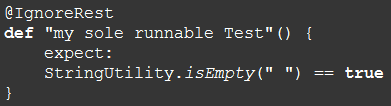 @IgnoreRest
def "my sole runnable Test"() {
    expect:
    StringUtility.isEmpty(" ") == true
}